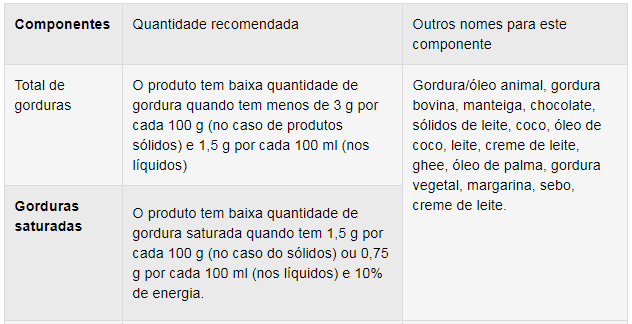 Componentes
Quantidade recomendada
Outros nomes para este
componente
Total de
gorduras
O produto tem baixa quantidade de
gordura quando tem menos de 3 g por
cada 100 g (no caso de produtos
sólidos) e 1,5 g por cada 100 ml (nos
líquidos)
Gordura/óleo animal, gordura
bovina, manteiga, chocolate,
sólidos de leite, coco, óleo de
coco, leite, creme de leite,
ghee, óleo de palma, gordura
vegetal, margarina, sebo,
creme de leite.
Gorduras
saturadas
O produto tem baixa quantidade de
gordura saturada quando tem 1,5 g por
cada 100 g (no caso do sólidos) ou 0,75
g por cada 100 ml (nos líquidos) e 10%
de energia.